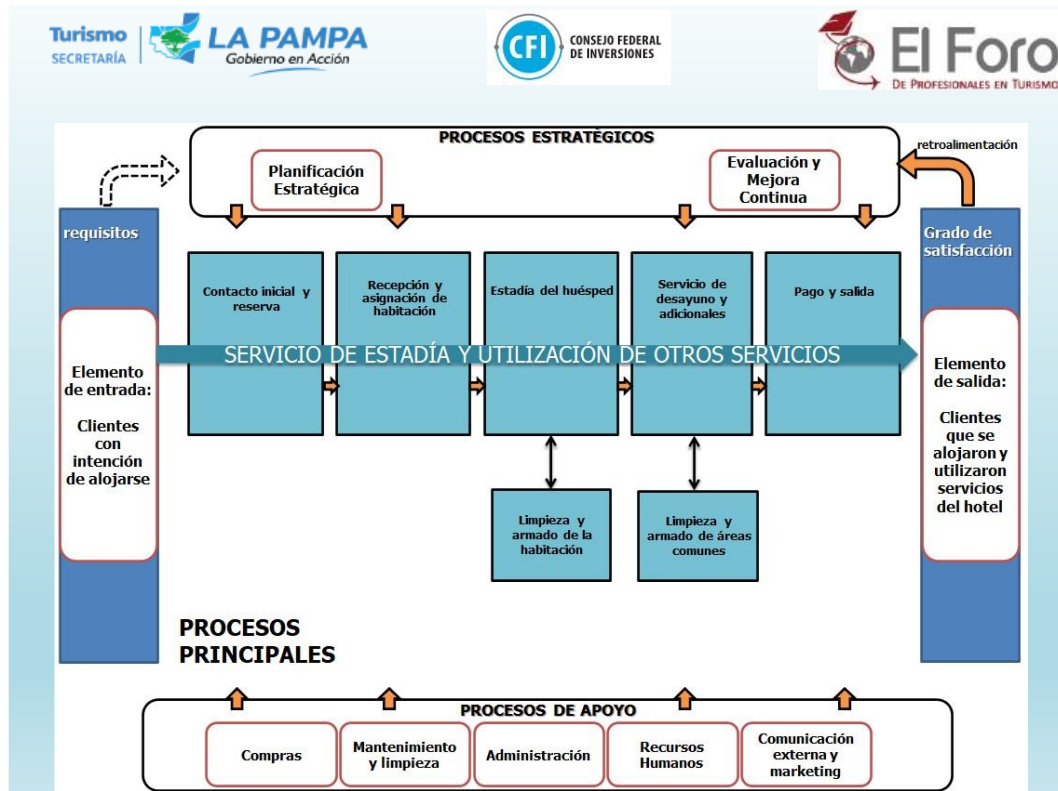 Turismo
SECRETARÍA
LA PAMPA
Gobierno en Acción
CFI
CONSEJO FEDERAL
DE INVERSIONES
El Foro
DE PROFESIONALES EN TURISMO
PROCESOS ESTRATÉGICOS
Planificación
Estratégica
Evaluación y
Mejora
Continua
retroalimentación
requisitos
Grado de
satisfacción
Contacto inicial y
reserva
Recepción y
asignación de
habitación
Estadía del huésped
Servicio de
desayuno y
adicionales
Pago y salida
SERVICIO DE ESTADÍA Y UTILIZACIÓN DE OTROS SERVICIOS
Elemento
de entrada:
Clientes
con
intención
de alojarse
Elemento
de salida:
Clientes
que se
alojaron y
utilizaron
servicios
del hotel
Limpieza y
armado de la
habitación
Limpieza y
armado de áreas
comunes
PROCESOS
PRINCIPALES
PROCESOS DE APOYO
Compras
Mantenimiento
y limpieza
Administración
Recursos
Humanos
Comunicación
externa y
marketing